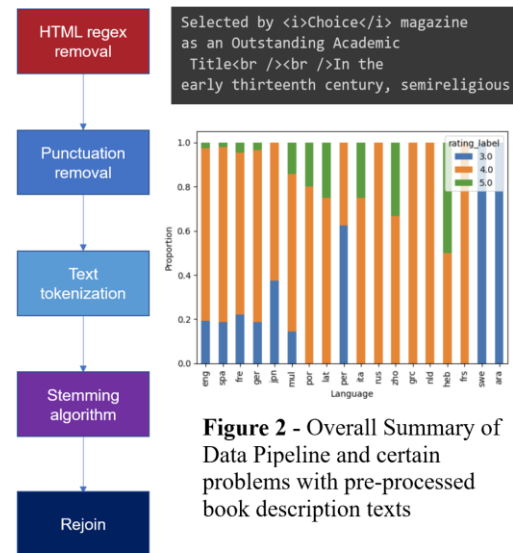 HTML regex
removal
Punctuation
removal
Text
tokenization
Stemming
algorithm
Rejoin
Selected by <i>Choice</i> magazine
as an Outstanding Academic
Title<br /><br />In the
early thirteenth century, semireligious
rating_label
3.0
4.0
5.0
Proportion
1.0
0.8
0.6
0.4
0.2
0.0
eng
spa
fre
ger
jpn
mul
por
lat
per
ita
rus
zho
grc
nld
heb
frs
swe
ara
Language
Figure 2 - Overall Summary of
Data Pipeline and certain
problems with pre-processed
book description texts